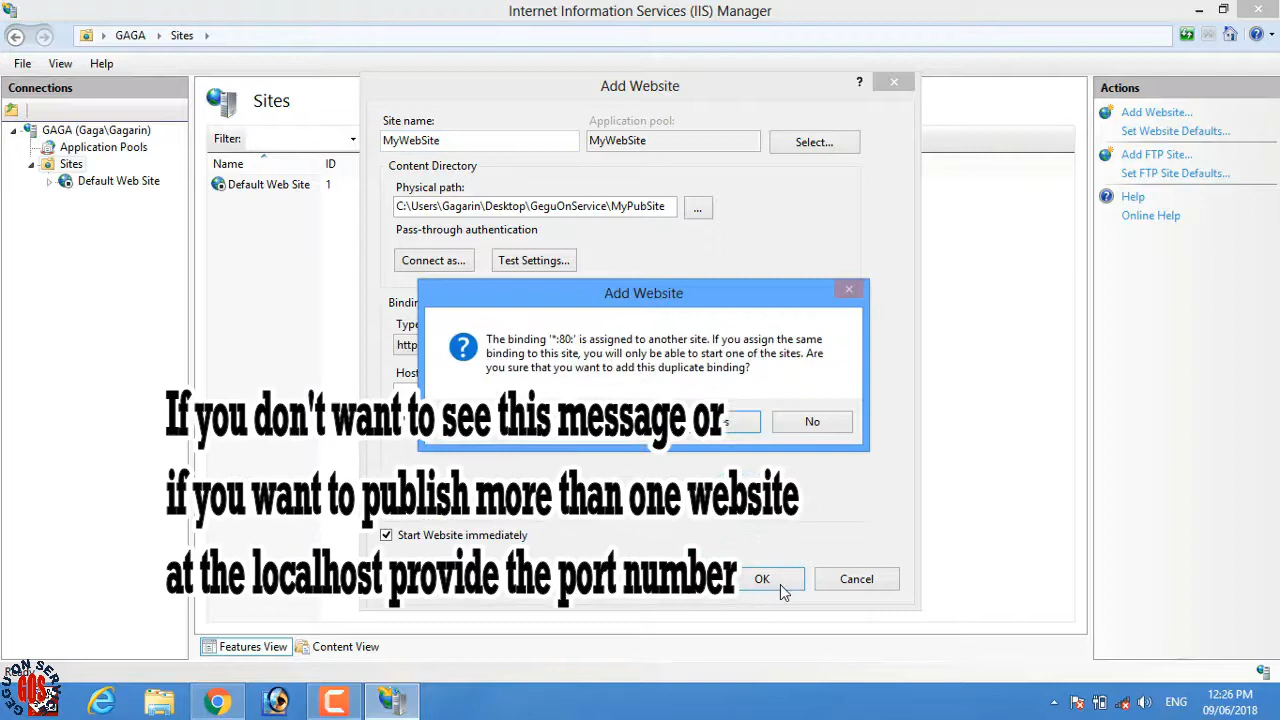 Internet Information Services (IIS) Manager
GAGA
Sites
File View Help
Connections
GAGA (Gaga\Gagarin)
Application Pools
Sites
Default Web Site
Sites
Filter:
Name ID
Default Web Site 1
Add Website
?
Site name:
Application pool:
MyWebSite
MyWebSite
Select...
Content Directory
Physical path:
C:\Users\Gagarin\Desktop\GeguOnService\MyPubSite
...
Pass-through authentication
Connect as...
Test Settings...
Add Website
The binding '*:80:' is assigned to another site. If you assign the same
binding to this site, you will only be able to start one of the sites. Are
you sure that you want to add this duplicate binding?
No
http
If you don't want to see this message or
if you want to publish more than one website
at the localhost provide the port number
Start Website immediately
OK
Cancel
Features View
Content View
Actions
Add Website...
Set Website Defaults...
Add FTP Site...
Set FTP Site Defaults...
Help
Online Help
GEGU ON SERVICE
GOS
ENG
12:26 PM
09/06/2018